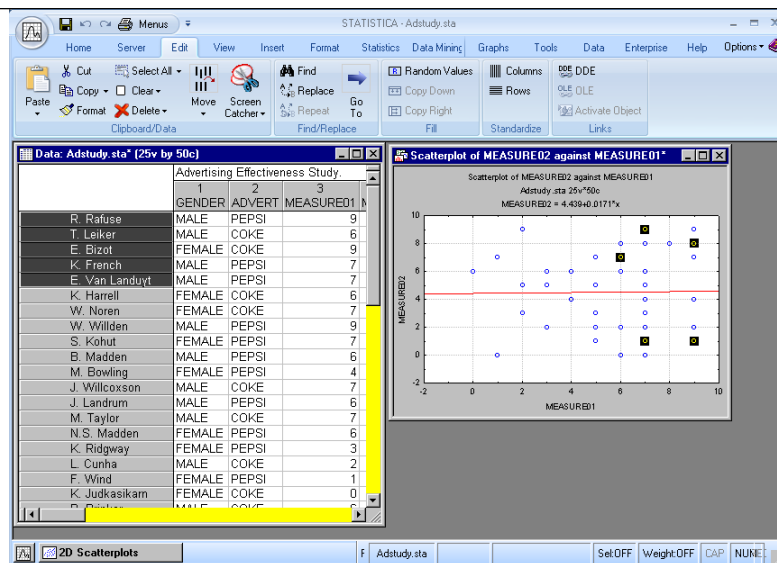 Menus
STATISTICA - Adstudy.sta
Home Server Edit View Insert Format Statistics Data Mining Graphs Tools Data Enterprise Help Options
Paste
Cut
Copy
Format
Select All
Clear
Delete
Move
Screen Catcher
Clipboard/Data
Find
Replace
Repeat
Go To
Find/Replace
Random Values
Copy Down
Copy Right
Fill
Columns
Rows
Standardize
DDE DDE
OLE OLE
Activate Object
Links
Data: Adstudy.sta* (25v by 50c)
Advertising Effectiveness Study.
1 2 3
GENDER ADVERT MEASURE01
R. Rafuse MALE PEPSI 9
T. Leiker MALE COKE 6
E. Bizot FEMALE COKE 9
K. French MALE PEPSI 7
E. Van Landuyt MALE PEPSI 7
K. Harrell FEMALE COKE 6
W. Noren FEMALE COKE 7
W. Willden MALE PEPSI 9
S. Kohut FEMALE PEPSI 7
B. Madden MALE PEPSI 6
M. Bowling FEMALE PEPSI 4
J. Willcoxson MALE COKE 7
J. Landrum MALE PEPSI 6
M. Taylor MALE COKE 7
N.S. Madden FEMALE PEPSI 6
K. Ridgway FEMALE PEPSI 3
L. Cunha MALE COKE 2
F. Wind FEMALE PEPSI 1
K. Judkasikarn FEMALE COKE 0
Scatterplot of MEASURE02 against MEASURE01*
Scatterplot of MEASURE02 against MEASURE01
Adstudy.sta 25v*50c
MEASURE02 = 4.439+0.0171*x
10
8
6
4
2
0
-2
MEASURE02
-2 0 2 4 6 8 10
MEASURE01
2D Scatterplots
F Adstudy.sta Sel:OFF Weight:OFF CAP